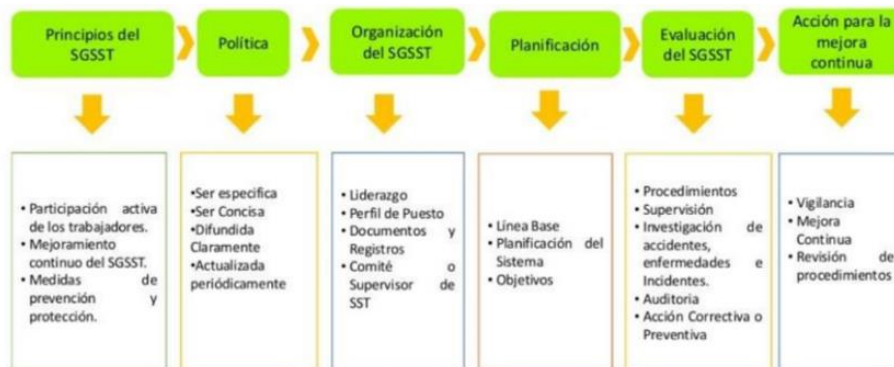 Principios del
SGSST
Política
Organización
del SGSST
Planificación
Evaluación
del SGSST
Acción para la
mejora
continua
• Participación activa
de los trabajadores.
• Mejoramiento
continuo del SGSST.
• Medidas de
prevención y
protección.
•Ser especifica
•Ser Concisa
•Difundida
Claramente
•Actualizada
periódicamente
• Liderazgo
• Perfil de Puesto
• Documentos y
Registros
• Comité o
Supervisor de
SST
• Línea Base
• Planificación del
Sistema
• Objetivos
• Procedimientos
• Supervisión
• Investigación de
accidentes,
enfermedades e
Incidentes.
• Auditoria
• Acción Correctiva o
Preventiva
• Vigilancia
• Mejora
Continua
• Revisión de
procedimientos